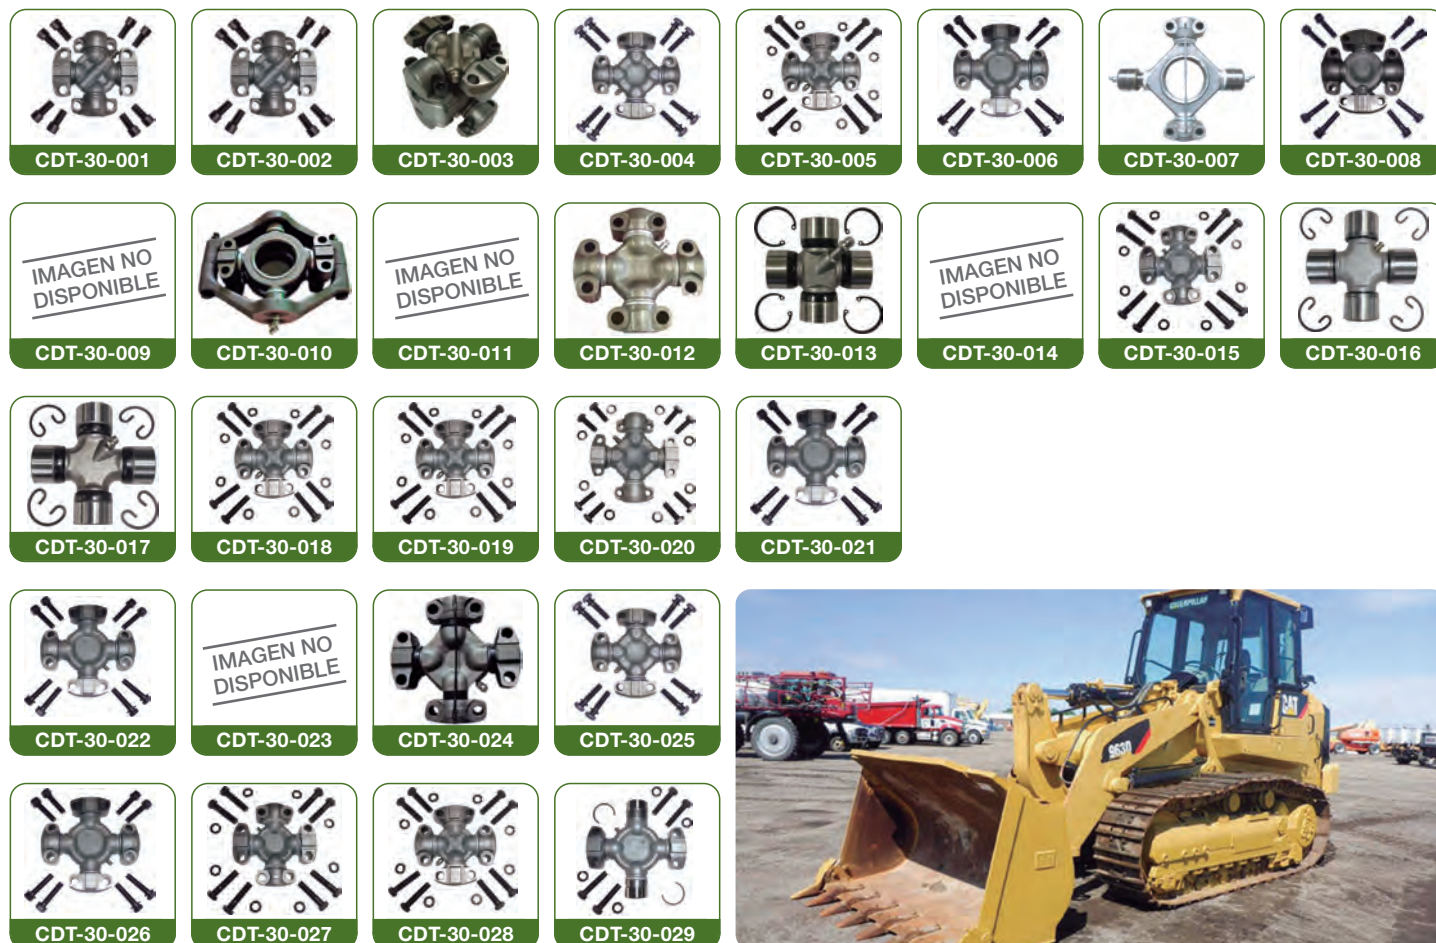 CDT-30-001
CDT-30-002
CDT-30-003
CDT-30-004
CDT-30-005
CDT-30-006
CDT-30-007
CDT-30-008
IMAGEN NO
DISPONIBLE
CDT-30-009
CDT-30-010
IMAGEN NO
DISPONIBLE
CDT-30-011
CDT-30-012
CDT-30-013
IMAGEN NO
DISPONIBLE
CDT-30-014
CDT-30-015
CDT-30-016
CDT-30-017
CDT-30-018
CDT-30-019
CDT-30-020
CDT-30-021
CDT-30-022
IMAGEN NO
DISPONIBLE
CDT-30-023
CDT-30-024
CDT-30-025
CATERPILLAR
CAT
963D
CDT-30-026
CDT-30-027
CDT-30-028
CDT-30-029